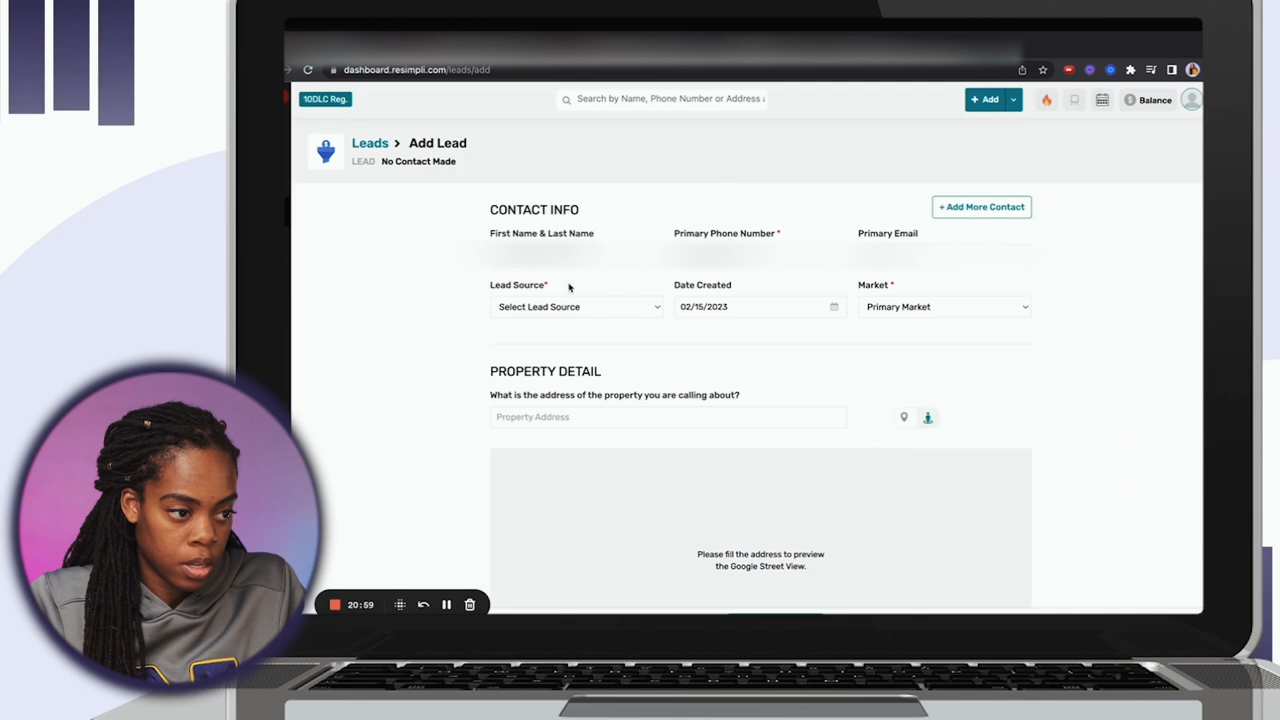 dashboard.resimpli.com/leads/add
10DLC Reg.
Search by Name, Phone Number or Address
+ Add
Balance
Leads > Add Lead
LEAD No Contact Made
CONTACT INFO
+ Add More Contact
First Name & Last Name
Primary Phone Number *
Primary Email
Lead Source*
Date Created
Market *
Select Lead Source
02/15/2023
Primary Market
PROPERTY DETAIL
What is the address of the property you are calling about?
Property Address
Please fill the address to preview
the Google Street View.
20:59